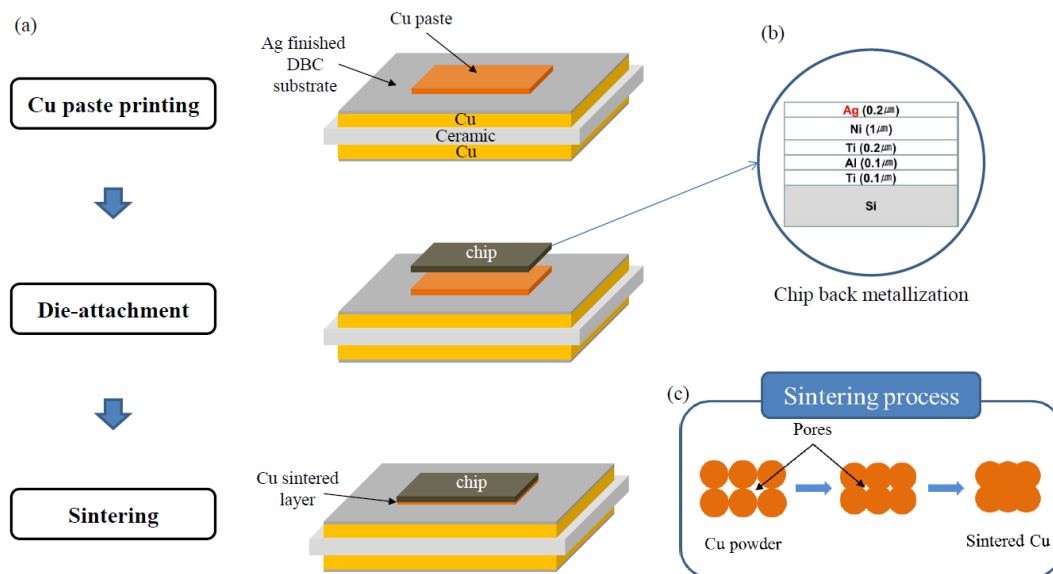 (a)
Cu paste printing
Cu paste
Ag finished
DBC
substrate
Cu
Ceramic
Cu
(b)
Ag (0.2㎛)
Ni (1㎛)
Ti (0.2㎛)
Al (0.1㎛)
Ti (0.1㎛)
Si
Chip back metallization
Die-attachment
chip
Sintering
Cu sintered
layer
chip
(c)
Sintering process
Pores
Cu powder
Sintered Cu